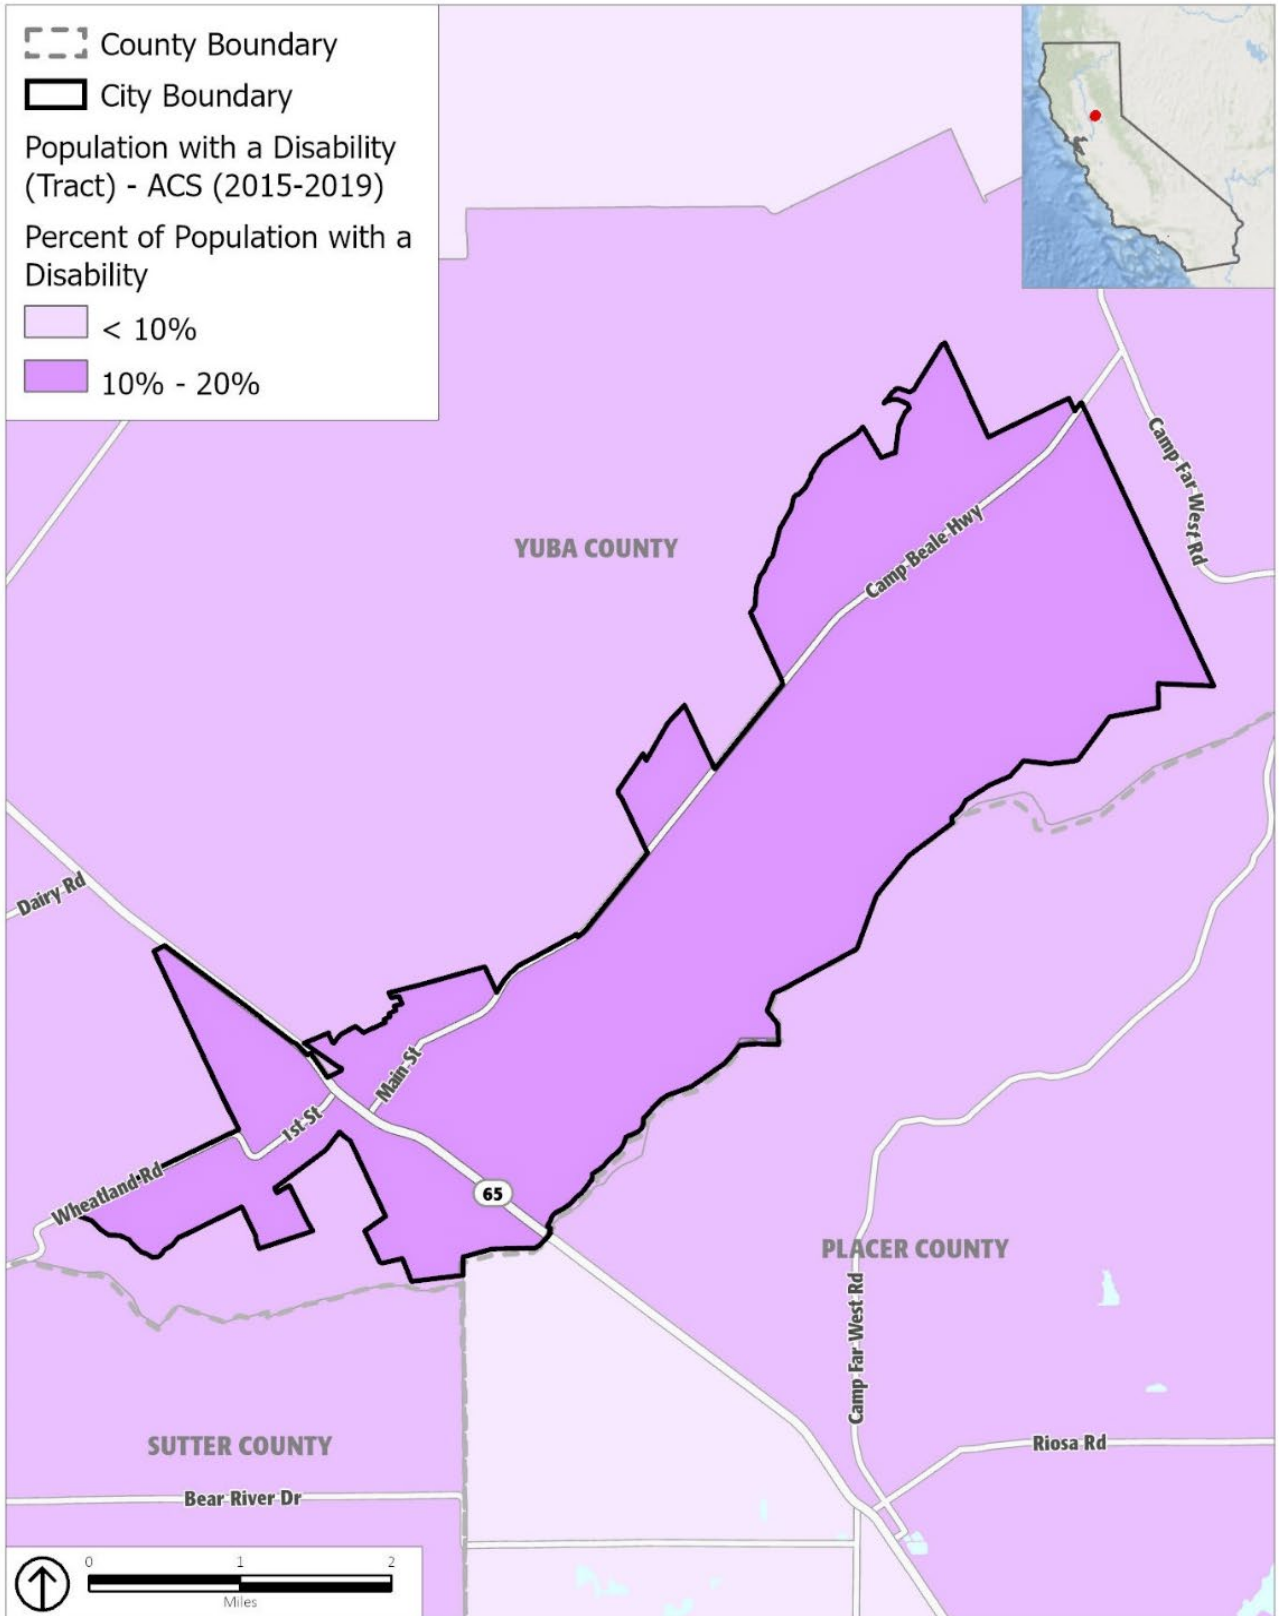 County Boundary
City Boundary
Population with a Disability
(Tract) - ACS (2015-2019)
Percent of Population with a
Disability
< 10%
10% - 20%
Camp Far West Rd
Camp Beale Hwy
YUBA COUNTY
Dairy Rd
Main St
1st St
Wheatland Rd
65
PLACER COUNTY
Camp Far West Rd
SUTTER COUNTY
Riosa Rd
Bear River Dr
0 1 2
Miles